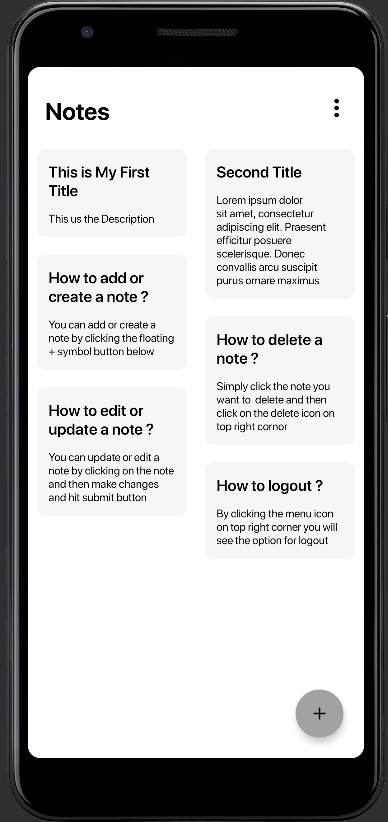 Notes
This is My First
Title
This us the Description
How to add or
create a note ?
You can add or create a
note by clicking the floating
+ symbol button below
How to edit or
update a note ?
You can update or edit a
note by clicking on the note
and then make changes
and hit submit button
Second Title
Lorem ipsum dolor
sit amet, consectetur
adipiscing elit. Praesent
efficitur posuere
scelerisque. Donec
convallis arcu suscipit
purus ornare maximus
How to delete a
note ?
Simply click the note you
want to  delete and then
click on the delete icon on
top right cornor
How to logout ?
By clicking the menu icon
on top right corner you will
see the option for logout
+